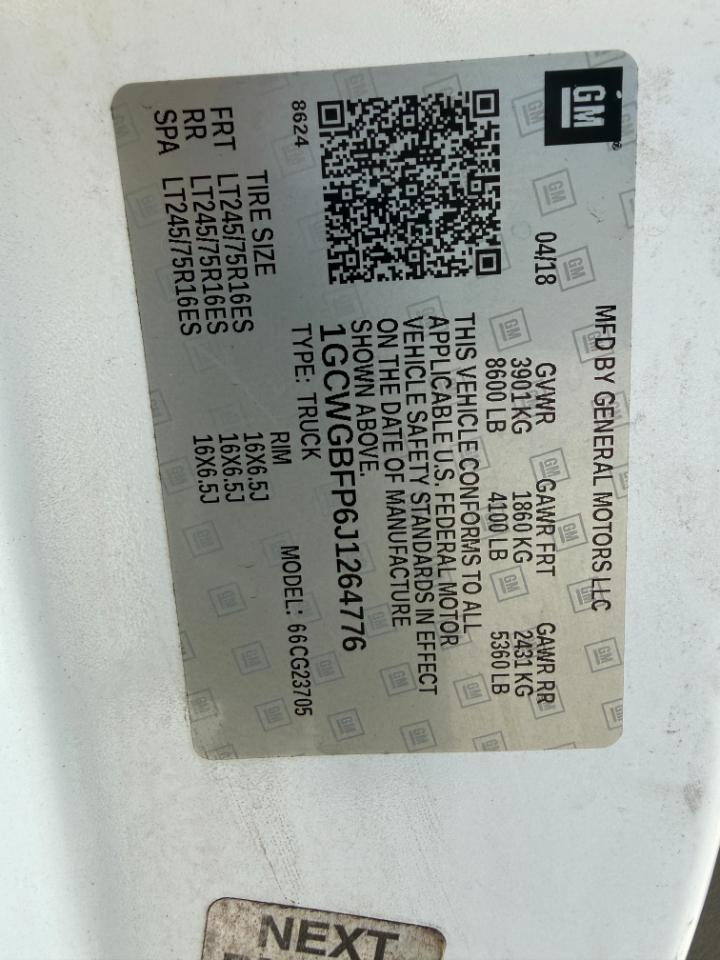 GM
MFD BY GENERAL MOTORS LLC
04/18
GVWR GAWR FRT GAWR RR
3901 KG 1860 KG 2431 KG
8600 LB 4100 LB 5360 LB
THIS VEHICLE CONFORMS TO ALL
APPLICABLE U.S. FEDERAL MOTOR
VEHICLE SAFETY STANDARDS IN EFFECT
ON THE DATE OF MANUFACTURE
SHOWN ABOVE.
1GCWGBFP6J1264776
8624 TYPE: TRUCK MODEL: 66CG23705
TIRE SIZE RIM
FRT LT245/75R16ES 16X6.5J
RR LT245/75R16ES 16X6.5J
SPA LT245/75R16ES 16X6.5J
NEXT